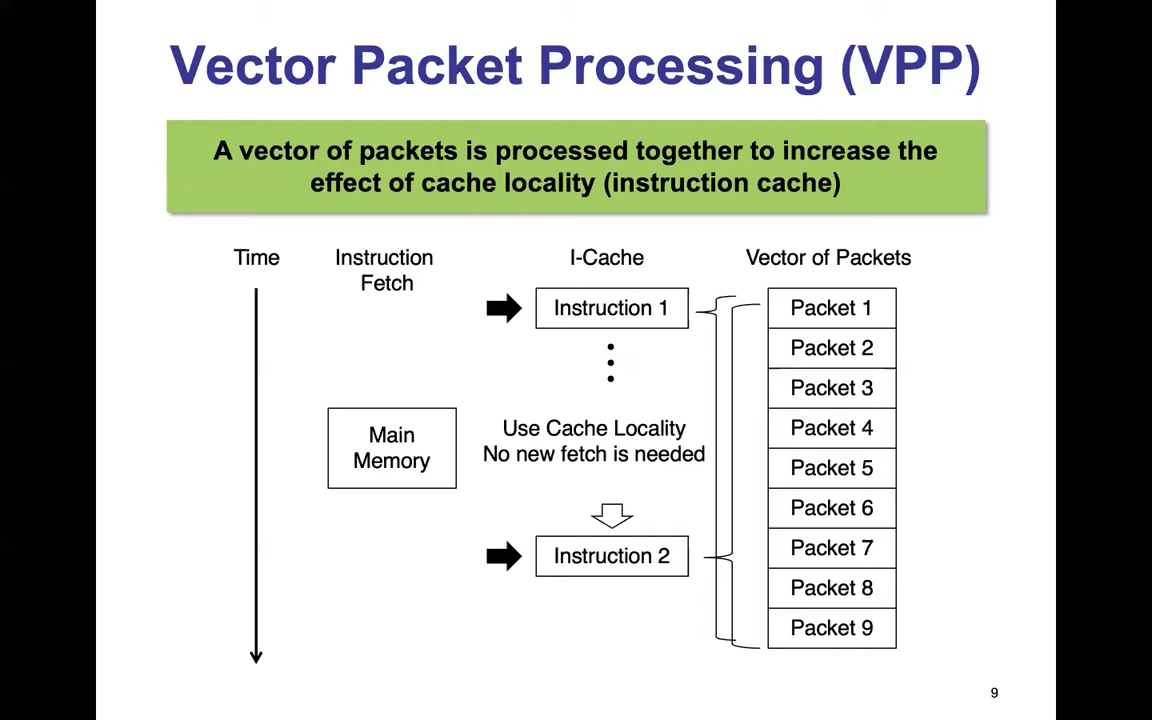 Vector Packet Processing (VPP)
A vector of packets is processed together to increase the
effect of cache locality (instruction cache)
Time
Instruction
Fetch
I-Cache
Vector of Packets
Instruction 1
Packet 1
Packet 2
Packet 3
Main
Memory
Use Cache Locality
No new fetch is needed
Packet 4
Packet 5
Packet 6
Instruction 2
Packet 7
Packet 8
Packet 9
9